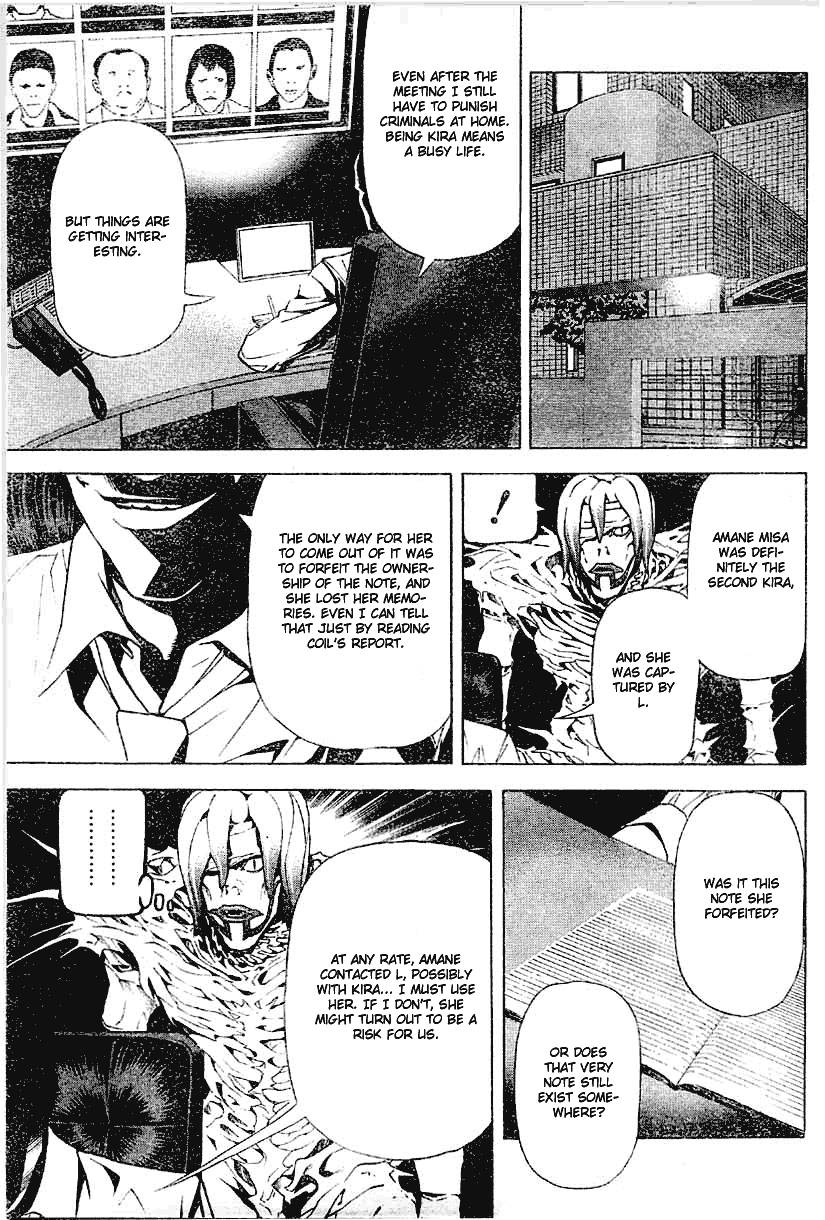 EVEN AFTER THE
MEETING I STILL
HAVE TO PUNISH
CRIMINALS AT HOME.
BEING KIRA MEANS
A BUSY LIFE.
BUT THINGS ARE
GETTING INTER-
ESTING.
AMANE MISA
WAS DEFI-
NITELY THE
SECOND KIRA,
AND SHE
WAS CAP-
TURED BY
L.
!
THE ONLY WAY FOR HER
TO COME OUT OF IT WAS
TO FORFEIT THE OWNER-
SHIP OF THE NOTE, AND
SHE LOST HER MEMO-
RIES. EVEN I CAN TELL
THAT JUST BY READING
COIL'S REPORT.
WAS IT THIS
NOTE SHE
FORFEITED?
OR DOES
THAT VERY
NOTE STILL
EXIST SOME-
WHERE?
AT ANY RATE, AMANE
CONTACTED L, POSSIBLY
WITH KIRA... I MUST USE
HER. IF I DON'T, SHE
MIGHT TURN OUT TO BE A
RISK FOR US.
..........